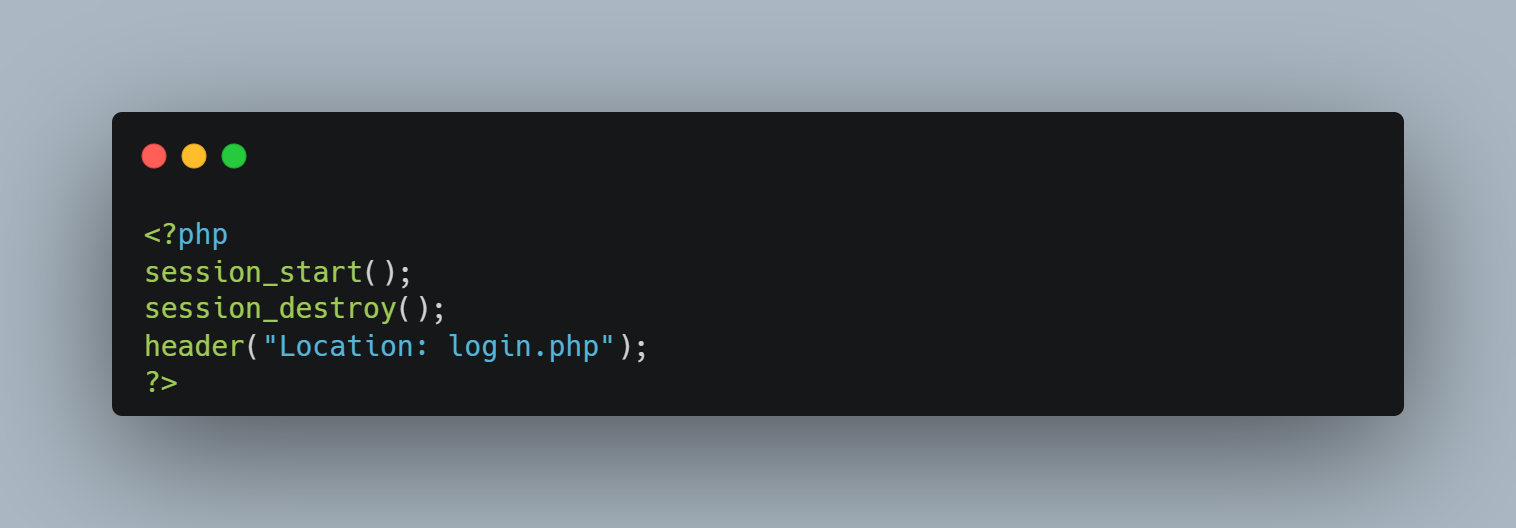 <?php
session_start();
session_destroy();
header("Location: login.php");
?>